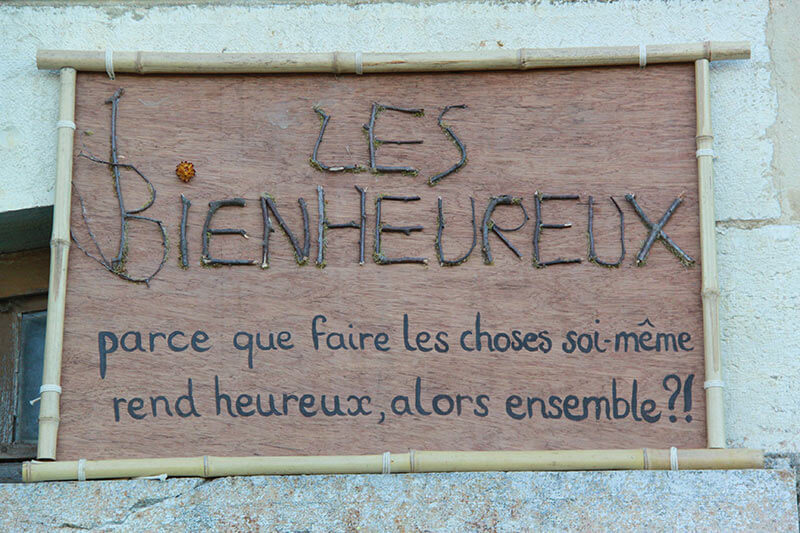 LES
BiENHEUREUX
parce que faire les choses soi-même
rend heureux, alors ensemble?!